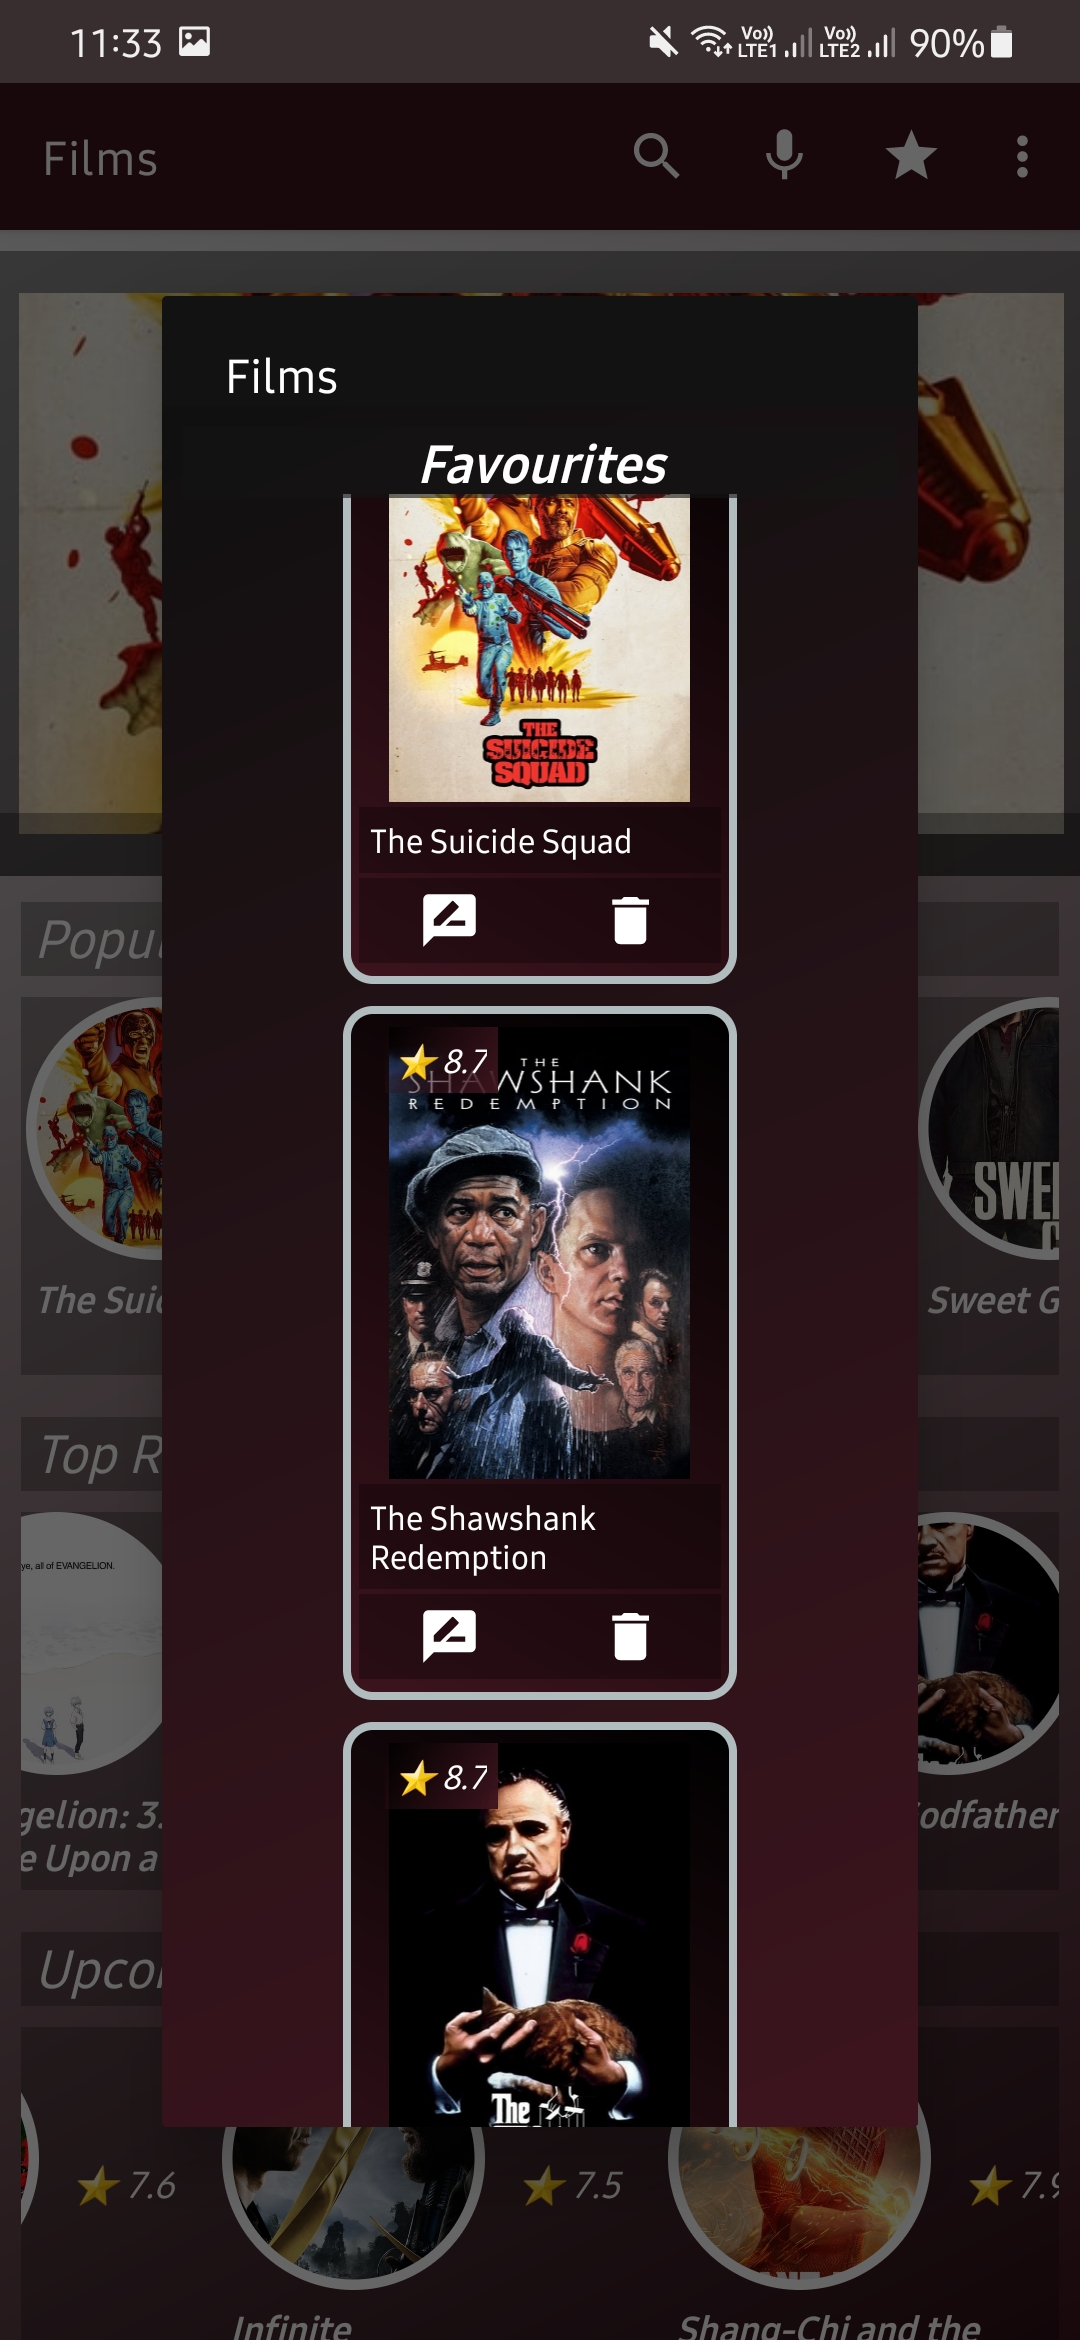 11:33 Vo)) LTE1 Vo)) LTE2 90%
Films
Films
Favourites
THE
SUICIDE
SQUAD
The Suicide Squad
8.7
THE
SHAWSHANK
REDEMPTION
The Shawshank
Redemption
8.7
The
Popu
The Suic
SWE
Sweet G
Top R
ye, all of EVANGELION.
gelion: 3.
e Upon a
odfather
Upco
7.6
7.5
7.9
Infinite
Shang-Chi and the